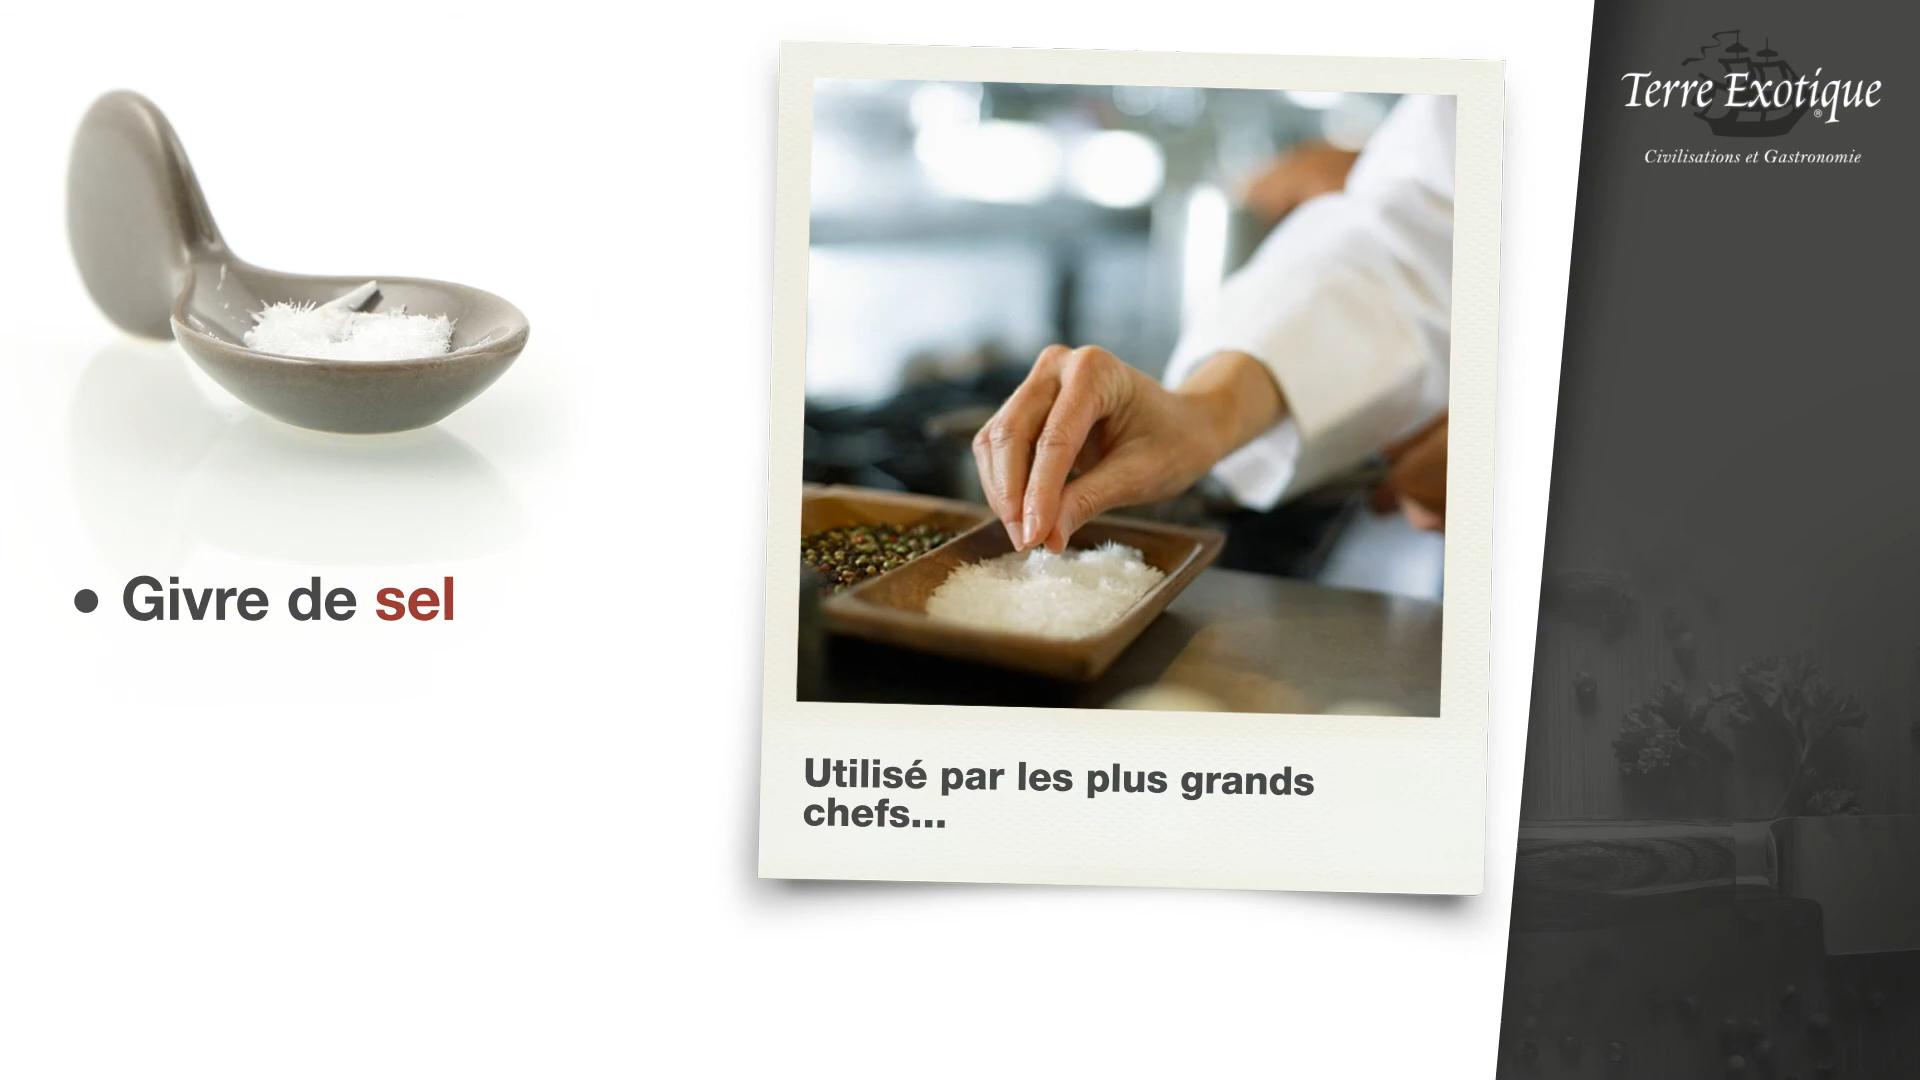 • Givre de sel
Utilisé par les plus grands
chefs...
Terre Exotique
®
Civilisations et Gastronomie